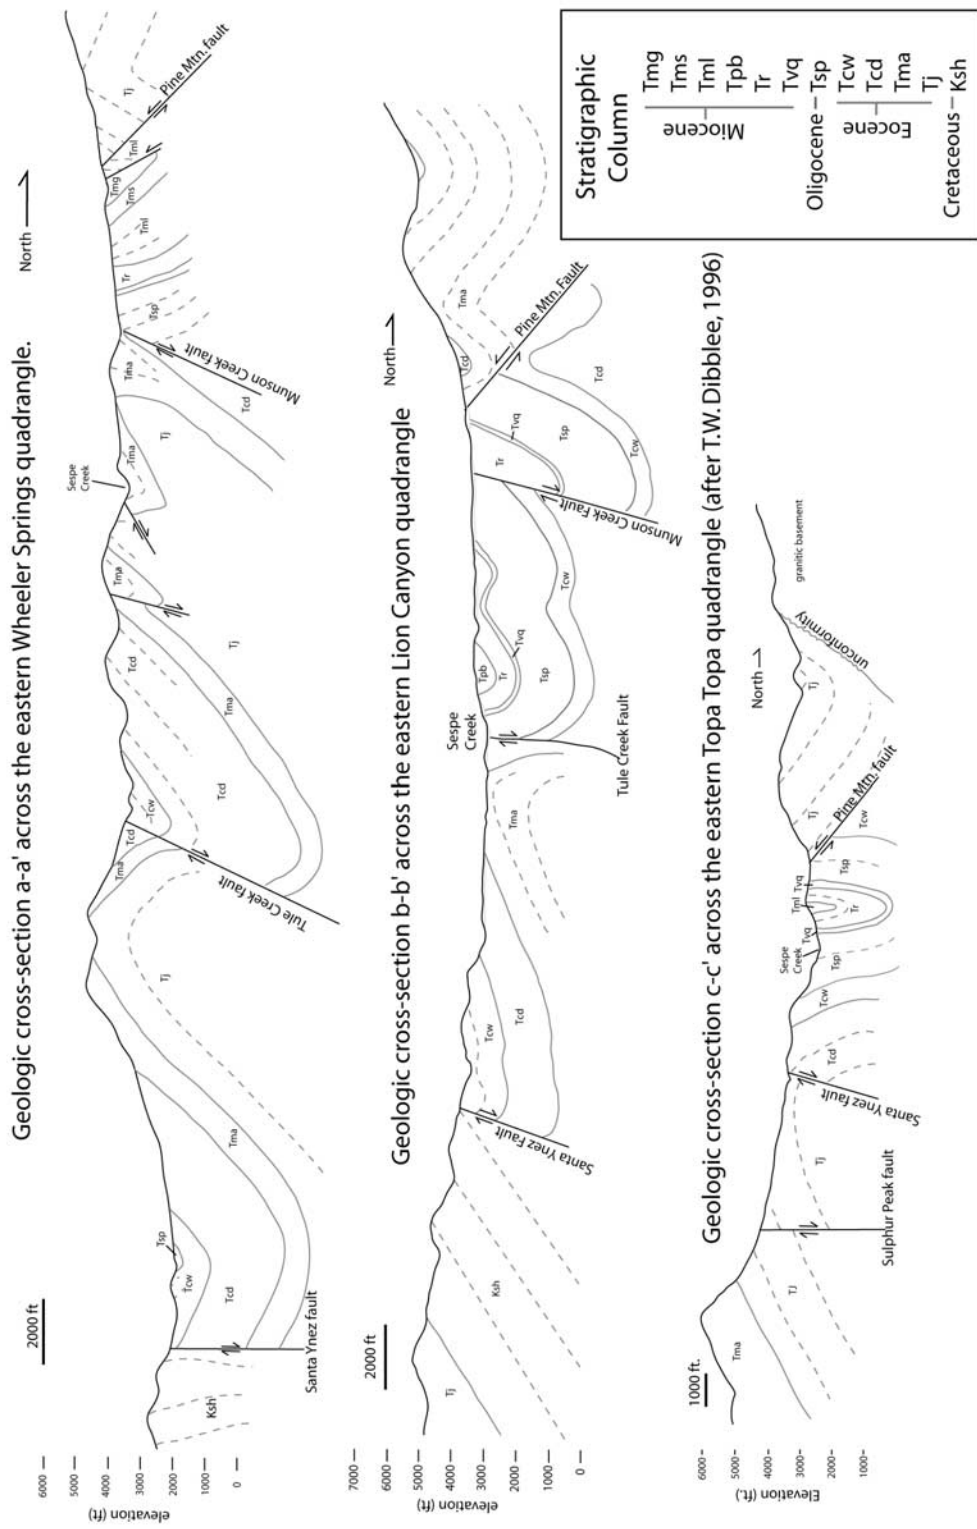 Geologic cross-section a-a' across the eastern Wheeler Springs quadrangle.
North
2000 ft
elevation (ft)
6000
5000
4000
3000
2000
1000
0
Ksh
Santa Ynez fault
Tsp
Tcw
Tcd
Tma
Tj
Tma
Tcd
Tcw
Tule Creek fault
Tcd
Tcd
Tma
Tj
Tma
Sespe
Creek
Tma
Tj
Tma
Tcd
Munson Creek fault
Tsp
Tr
Tml
Tms
Tmg
Tml
Tj
Pine Mtn. fault
Geologic cross-section b-b' across the eastern Lion Canyon quadrangle
North
2000 ft
elevation (ft)
7000
6000
5000
4000
3000
2000
1000
0
Tj
Ksh
Santa Ynez Fault
Tcw
Tcd
Tma
Sespe
Creek
Tule Creek Fault
Tpb
Tr
Tvq
Tsp
Tcw
Munson Creek Fault
Tr
Tvq
Tsp
Tcw
Tcd
Tcd
Tma
Pine Mtn. Fault
Geologic cross-section c-c' across the eastern Topa Topa quadrangle (after T.W. Dibblee, 1996)
North
1000 ft.
Elevation (ft.)
6000
5000
4000
3000
2000
1000
Tma
TJ
Sulphur Peak fault
Tj
Santa Ynez fault
Tcd
Tcw
Tsp
Sespe
Creek
Tvq
Tml
Tvq
Tr
Tsp
Tcw
Pine Mtn. fault
Tj
Tj
unconformity
granitic basement
Stratigraphic
Column
Miocene
Tmg
Tms
Tml
Tpb
Tr
Tvq
Oligocene – Tsp
Eocene
Tcw
Tcd
Tma
Tj
Cretaceous – Ksh